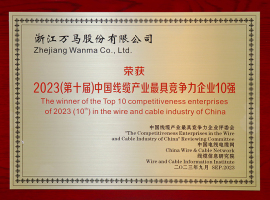 浙江万马股份有限公司
Zhejiang Wanma Co., Ltd.
荣获
2023(第十届)中国线缆产业最具竞争力企业10强
The winner of the Top 10 competitiveness enterprises
of 2023 (10th) in the wire and cable industry of China
中国线缆产业最具竞争力企业评委会
"The Competitiveness Enterprises in the Wire
and Cable Industry of China" Reviewing Committee
中国电线电缆网
China Wire & Cable Network
线缆信息研究院
Wire and Cable Information Institute
二〇二三年九月 SEP.2023